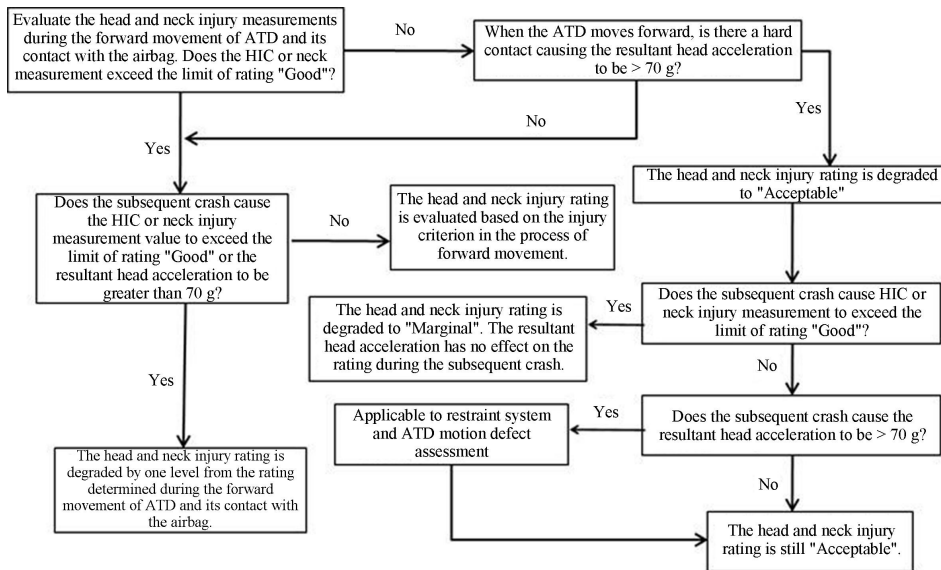 Evaluate the head and neck injury measurements
during the forward movement of ATD and its
contact with the airbag. Does the HIC or neck
measurement exceed the limit of rating "Good"?
No
When the ATD moves forward, is there a hard
contact causing the resultant head acceleration
to be > 70 g?
No
Yes
Yes
The head and neck injury rating is degraded
to "Acceptable"
Does the subsequent crash cause
the HIC or neck injury
measurement value to exceed the
limit of rating "Good" or the
resultant head acceleration to be
greater than 70 g?
No
The head and neck injury rating
is evaluated based on the injury
criterion in the process of
forward movement.
Does the subsequent crash cause HIC or
neck injury measurement to exceed the
limit of rating "Good"?
Yes
The head and neck injury rating is
degraded to "Marginal". The resultant
head acceleration has no effect on the
rating during the subsequent crash.
No
Yes
Does the subsequent crash cause the
resultant head acceleration to be > 70 g?
Yes
Applicable to restraint system
and ATD motion defect
assessment
The head and neck injury rating is
degraded by one level from the rating
determined during the forward
movement of ATD and its contact with
the airbag.
No
The head and neck injury
rating is still "Acceptable".